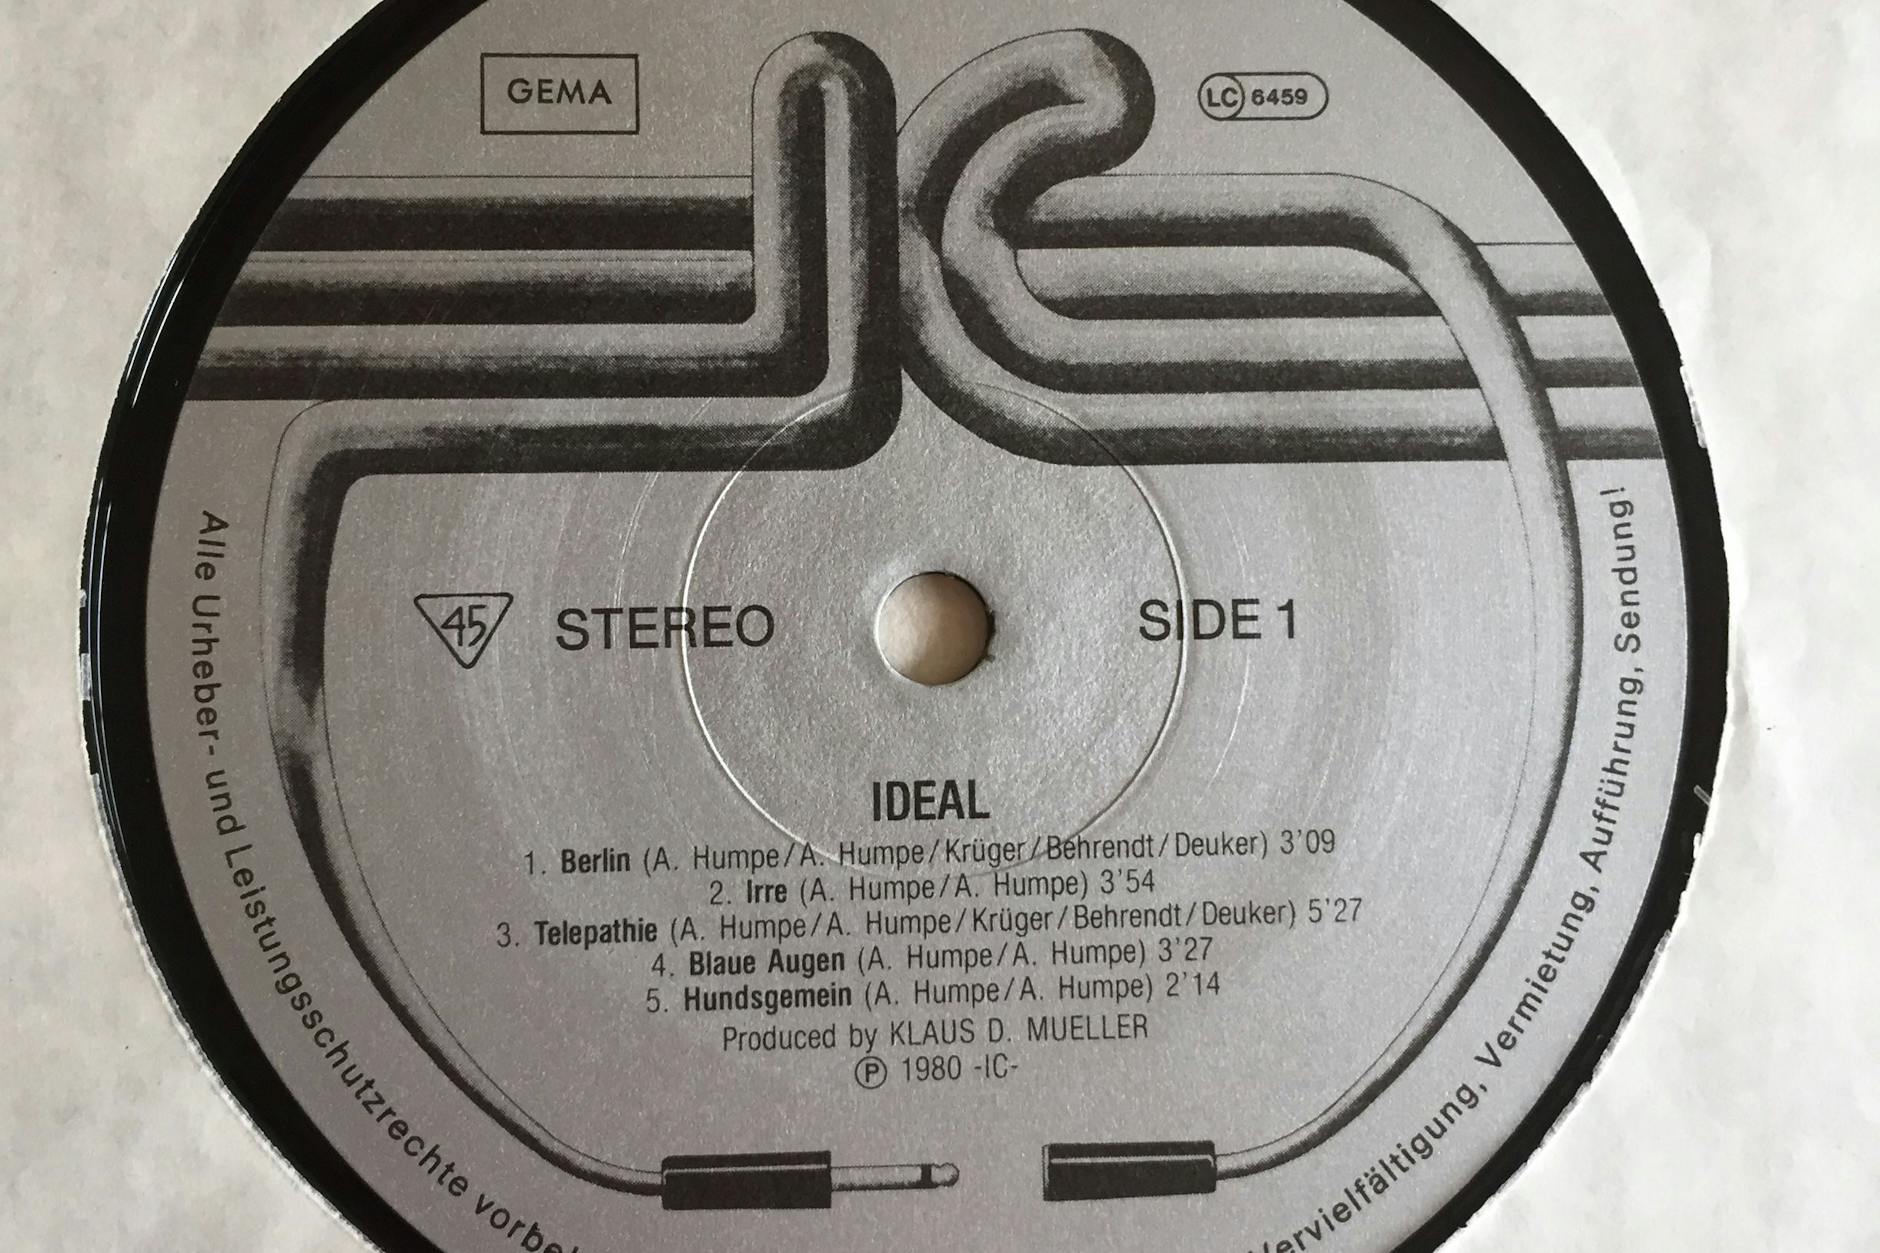 GEMA
LC 6459
45 STEREO
SIDE 1
IDEAL
1. Berlin (A. Humpe/A. Humpe/Krüger/Behrendt/Deuker) 3'09
2. Irre (A. Humpe/A. Humpe) 3'54
3. Telepathie (A. Humpe/A. Humpe/Krüger/Behrendt/Deuker) 5'27
4. Blaue Augen (A. Humpe/A. Humpe) 3'27
5. Hundsgemein (A. Humpe/A. Humpe) 2'14
Produced by KLAUS D. MUELLER
℗ 1980 -IC-
Alle Urheber- und Leistungsschutzrechte
Vervielfältigung, Vermietung, Aufführung, Sendung!